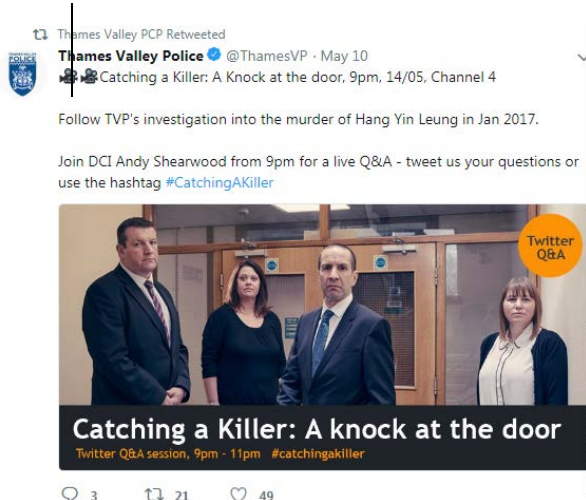 Thames Valley PCP Retweeted
Thames Valley Police @ThamesVP · May 10
Catching a Killer: A Knock at the door, 9pm, 14/05, Channel 4
Follow TVP's investigation into the murder of Hang Yin Leung in Jan 2017.
Join DCI Andy Shearwood from 9pm for a live Q&A - tweet us your questions or
use the hashtag #CatchingAKiller
Twitter
Q&A
Catching a Killer: A knock at the door
Twitter Q&A session, 9pm - 11pm #catchingakiller
3 21 49